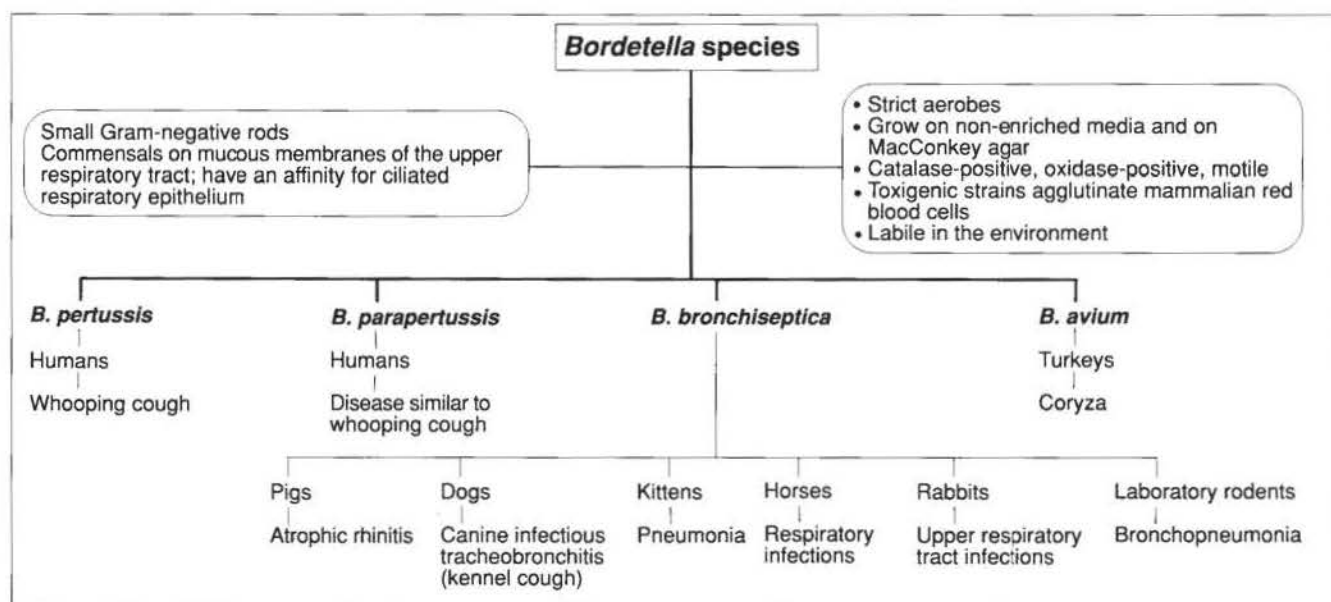 Bordetella species
Small Gram-negative rods
Commensals on mucous membranes of the upper
respiratory tract; have an affinity for ciliated
respiratory epithelium
• Strict aerobes
• Grow on non-enriched media and on
MacConkey agar
• Catalase-positive, oxidase-positive, motile
• Toxigenic strains agglutinate mammalian red
blood cells
• Labile in the environment
B. pertussis
Humans
Whooping cough
B. parapertussis
Humans
Disease similar to
whooping cough
B. bronchiseptica
B. avium
Turkeys
Coryza
Pigs
Atrophic rhinitis
Dogs
Canine infectious
tracheobronchitis
(kennel cough)
Kittens
Pneumonia
Horses
Respiratory
infections
Rabbits
Upper respiratory
tract infections
Laboratory rodents
Bronchopneumonia